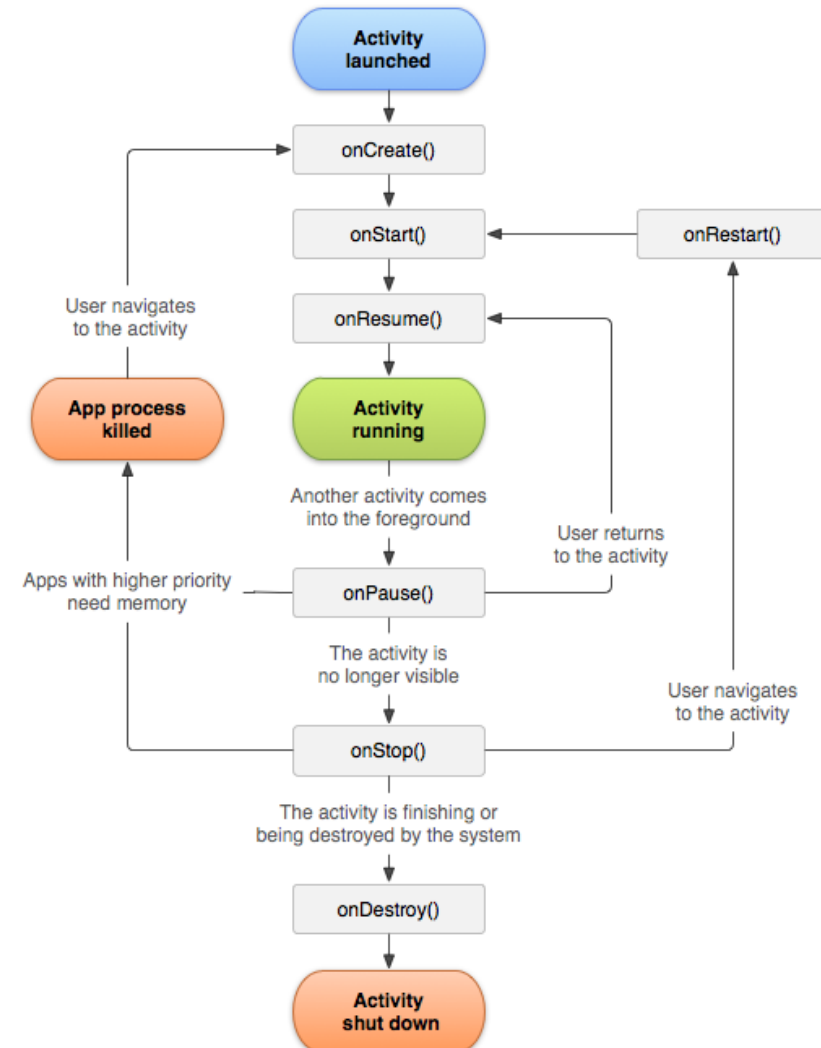 Activity
launched
onCreate()
onStart()
onRestart()
onResume()
User navigates
to the activity
App process
killed
Activity
running
Another activity comes
into the foreground
User returns
to the activity
Apps with higher priority
need memory
onPause()
The activity is
no longer visible
User navigates
to the activity
onStop()
The activity is finishing or
being destroyed by the system
onDestroy()
Activity
shut down